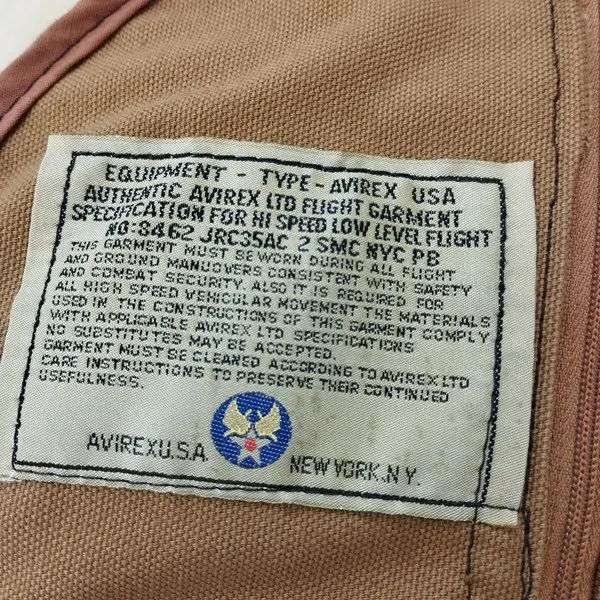 EQUIPMENT - TYPE - AVIREX USA
AUTHENTIC AVIREX LTD FLIGHT GARMENT
SPECIFICATION FOR HI SPEED LOW LEVEL FLIGHT
NO:8462 JRC35AC 2 SMC NYC PB
THIS GARMENT MUST BE WORN DURING ALL FLIGHT
AND GROUND MANUOVERS CONSISTENT WITH SAFETY
AND COMBAT SECURITY. ALSO IT IS REQUIRED FOR
ALL HIGH SPEED VEHICULAR MOVEMENT THE MATERIALS
USED IN THE CONSTRUCTIONS OF THIS GARMENT COMPLY
WITH APPLICABLE AVIREX LTD SPECIFICATIONS
NO SUBSTITUTES MAY BE ACCEPTED.
GARMENT MUST BE CLEANED ACCORDING TO AVIREX LTD
CARE INSTRUCTIONS TO PRESERVE THEIR CONTINUED
USEFULNESS.
AVIREX U.S.A
NEW YORK.N Y.